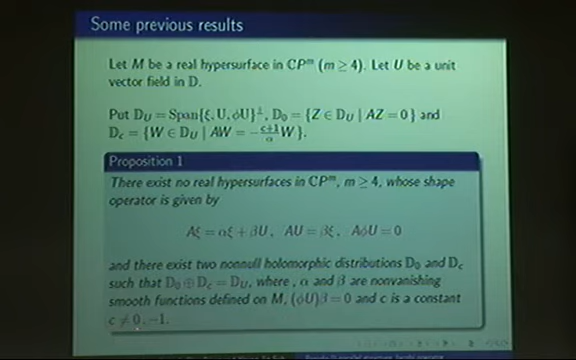 Some previous results
Let M be a real hypersurface in ℂP^m (m ≥ 4). Let U be a unit
vector field in 𝔻.
Put 𝔻_U = Span{ξ, U, ϕU}^⊥, 𝔻_0 = {Z ∈ 𝔻_U | AZ = 0} and
𝔻_c = {W ∈ 𝔻_U | AW = −(c+1)/α W}.
Proposition 1
There exist no real hypersurfaces in ℂP^m, m ≥ 4, whose shape
operator is given by
Aξ = αξ + βU, AU = βξ, AϕU = 0
and there exist two nonnull holomorphic distributions 𝔻_0 and 𝔻_c
such that 𝔻_0 ⊕ 𝔻_c = 𝔻_U, where , α and β are nonvanishing
smooth functions defined on M, (ϕU)β = 0 and c is a constant
c ≠ 0, −1.